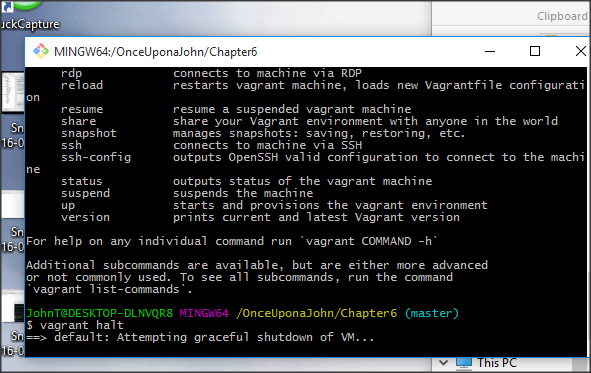 uckCapture
Clipboard
MINGW64:/OnceUponaJohn/Chapter6
rdp connects to machine via RDP
reload restarts vagrant machine, loads new Vagrantfile configurati
on
resume resume a suspended vagrant machine
share share your Vagrant environment with anyone in the world
snapshot manages snapshots: saving, restoring, etc.
ssh connects to machine via SSH
ssh-config outputs OpenSSH valid configuration to connect to the machi
ne
status outputs status of the vagrant machine
suspend suspends the machine
up starts and provisions the vagrant environment
version prints current and latest Vagrant version
For help on any individual command run `vagrant COMMAND -h`
Additional subcommands are available, but are either more advanced
or not commonly used. To see all subcommands, run the command
`vagrant list-commands`.
JohnT@DESKTOP-DLNVQR8 MINGW64 /OnceUponaJohn/Chapter6 (master)
$ vagrant halt
==> default: Attempting graceful shutdown of VM...
Sn
16-0
Sn
16-0
Sn
16-0
This PC